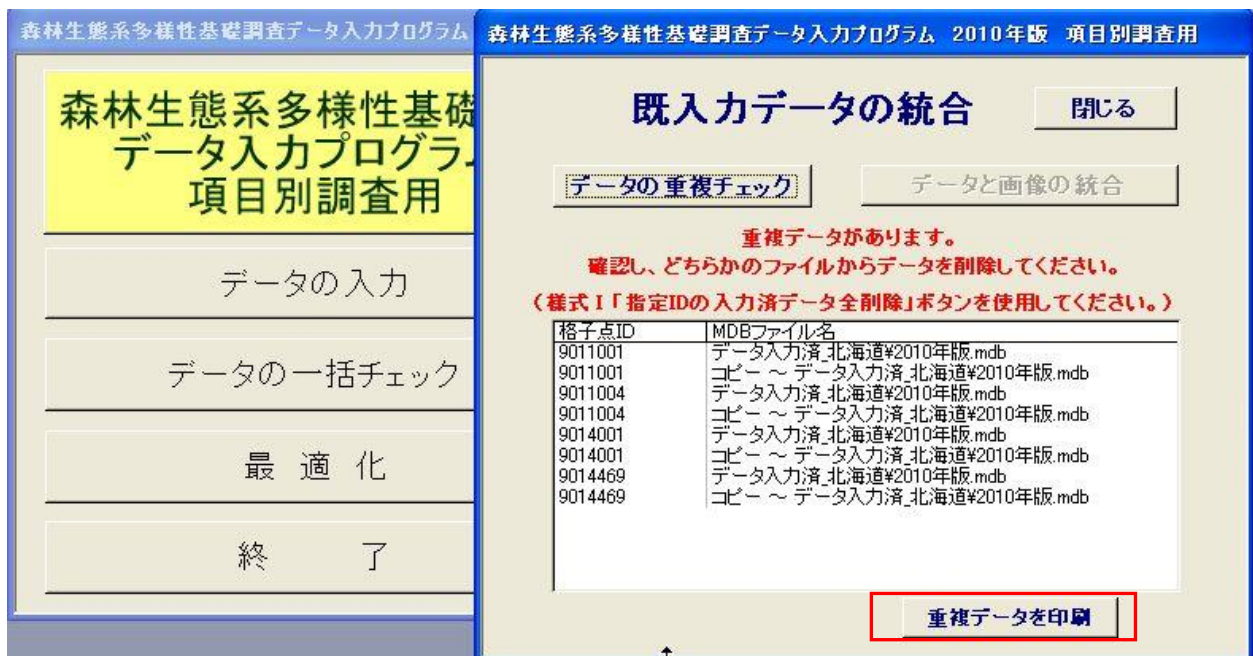 森林生態系多様性基礎調査データ入力プログラム
森林生態系多様性基礎
データ入力プログラム
項目別調査用
データの入力
データの一括チェック
最 適 化
終 了
森林生態系多様性基礎調査データ入力プログラム 2010年版 項目別調査用
既入力データの統合
閉じる
データの重複チェック
データと画像の統合
重複データがあります。
確認し、どちらかのファイルからデータを削除してください。
(様式Ⅰ「指定IDの入力済データ全削除」ボタンを使用してください。)
格子点ID MDBファイル名
9011001 データ入力済_北海道¥2010年版.mdb
9011001 コピー ~ データ入力済_北海道¥2010年版.mdb
9011004 データ入力済_北海道¥2010年版.mdb
9011004 コピー ~ データ入力済_北海道¥2010年版.mdb
9014001 データ入力済_北海道¥2010年版.mdb
9014001 コピー ~ データ入力済_北海道¥2010年版.mdb
9014469 データ入力済_北海道¥2010年版.mdb
9014469 コピー ~ データ入力済_北海道¥2010年版.mdb
重複データを印刷